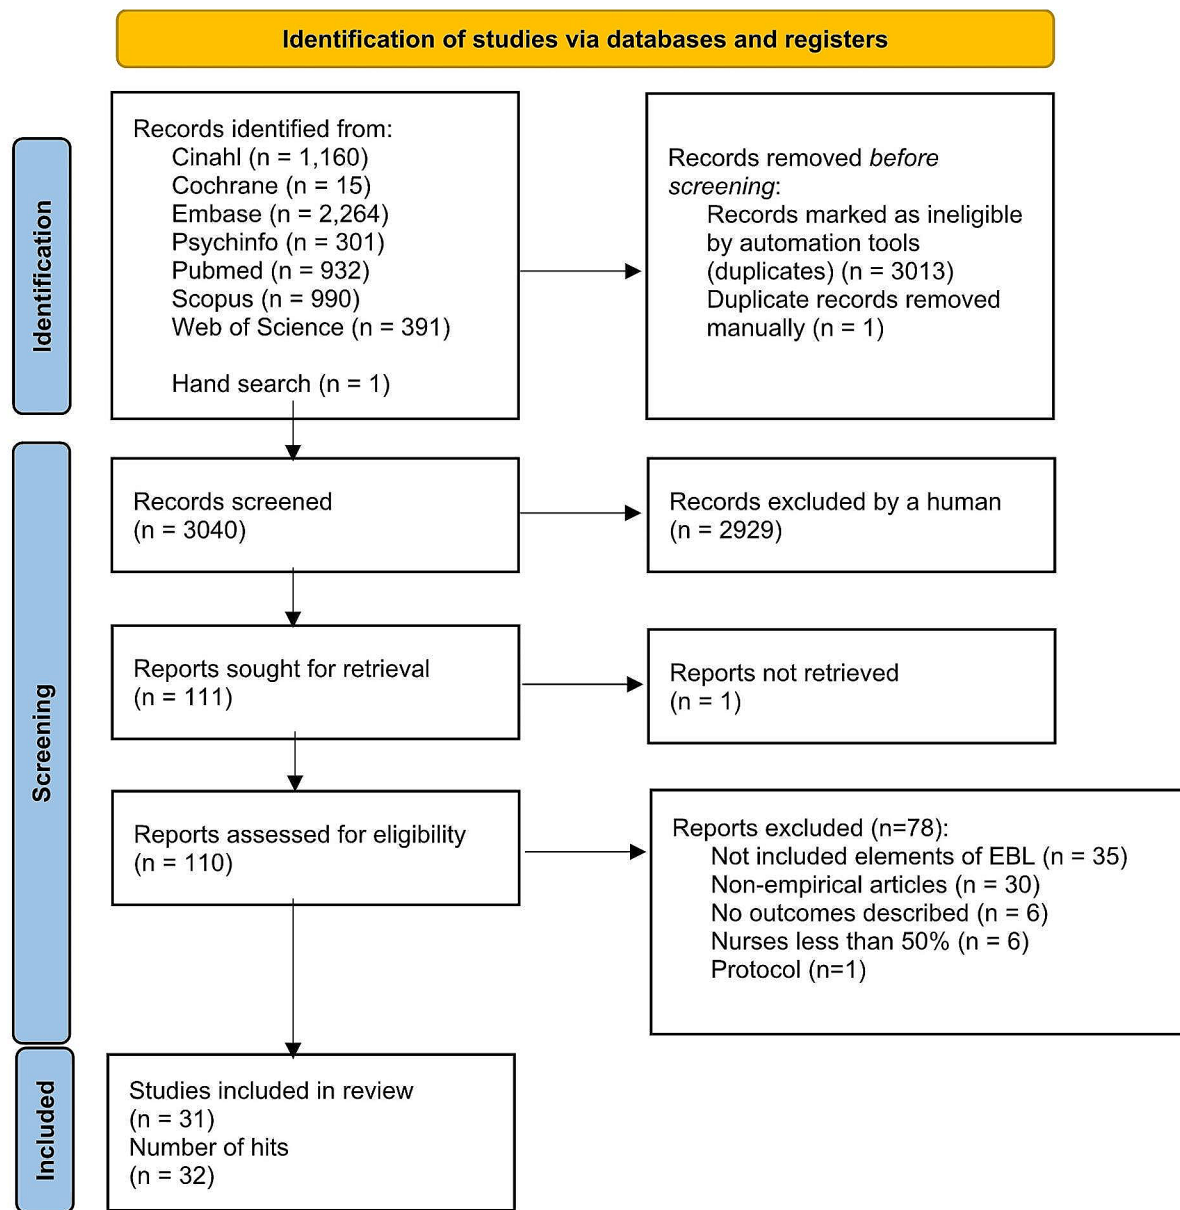 Identification of studies via databases and registers
Identification
Records identified from:
Cinahl (n = 1,160)
Cochrane (n = 15)
Embase (n = 2,264)
Psychinfo (n = 301)
Pubmed (n = 932)
Scopus (n = 990)
Web of Science (n = 391)
Hand search (n = 1)
Records removed before
screening:
Records marked as ineligible
by automation tools
(duplicates) (n = 3013)
Duplicate records removed
manually (n = 1)
Screening
Records screened
(n = 3040)
Records excluded by a human
(n = 2929)
Reports sought for retrieval
(n = 111)
Reports not retrieved
(n = 1)
Reports assessed for eligibility
(n = 110)
Reports excluded (n=78):
Not included elements of EBL (n = 35)
Non-empirical articles (n = 30)
No outcomes described (n = 6)
Nurses less than 50% (n = 6)
Protocol (n=1)
Included
Studies included in review
(n = 31)
Number of hits
(n = 32)